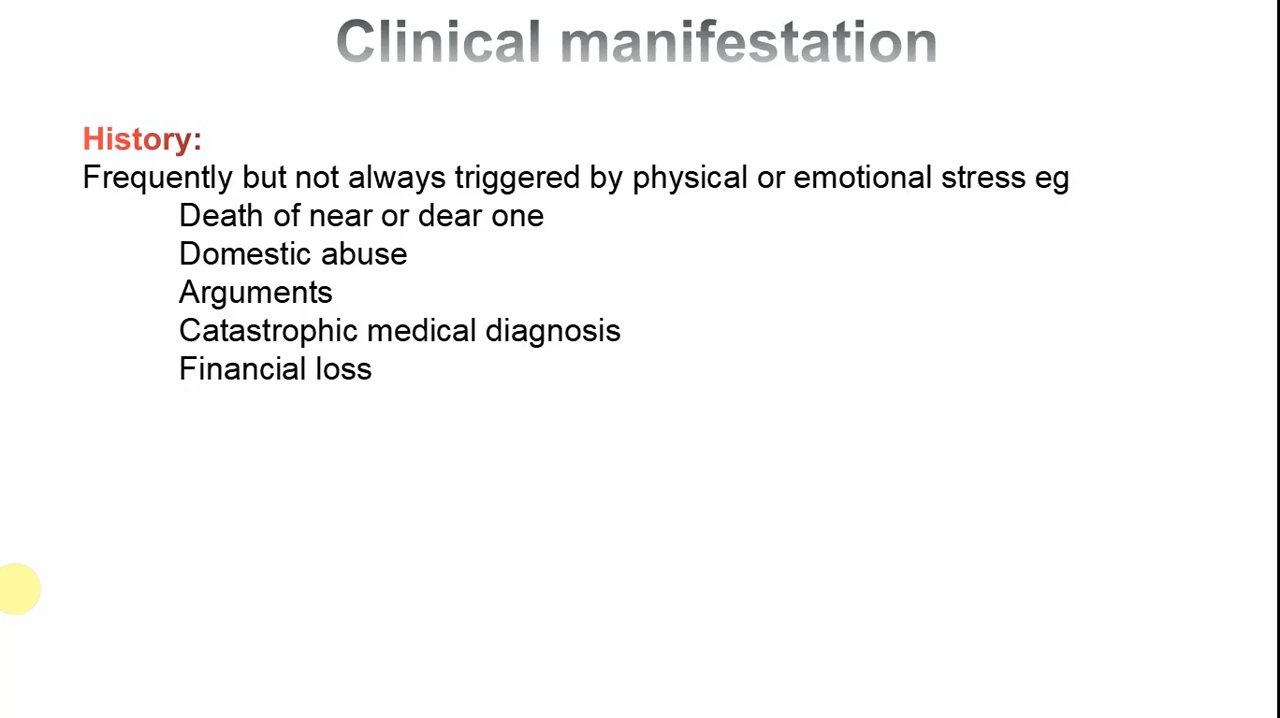 Clinical manifestation
History:
Frequently but not always triggered by physical or emotional stress eg
Death of near or dear one
Domestic abuse
Arguments
Catastrophic medical diagnosis
Financial loss